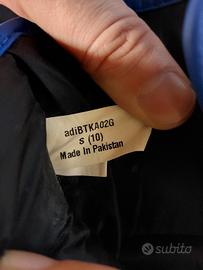 adiBTKA02G
S (10)
Made In Pakistan
subito